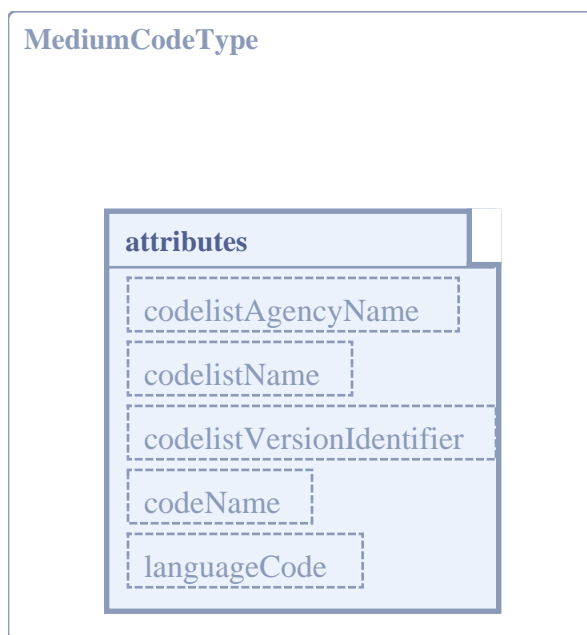 MediumCodeType
attributes
codelistAgencyName
codelistName
codelistVersionIdentifier
codeName
languageCode